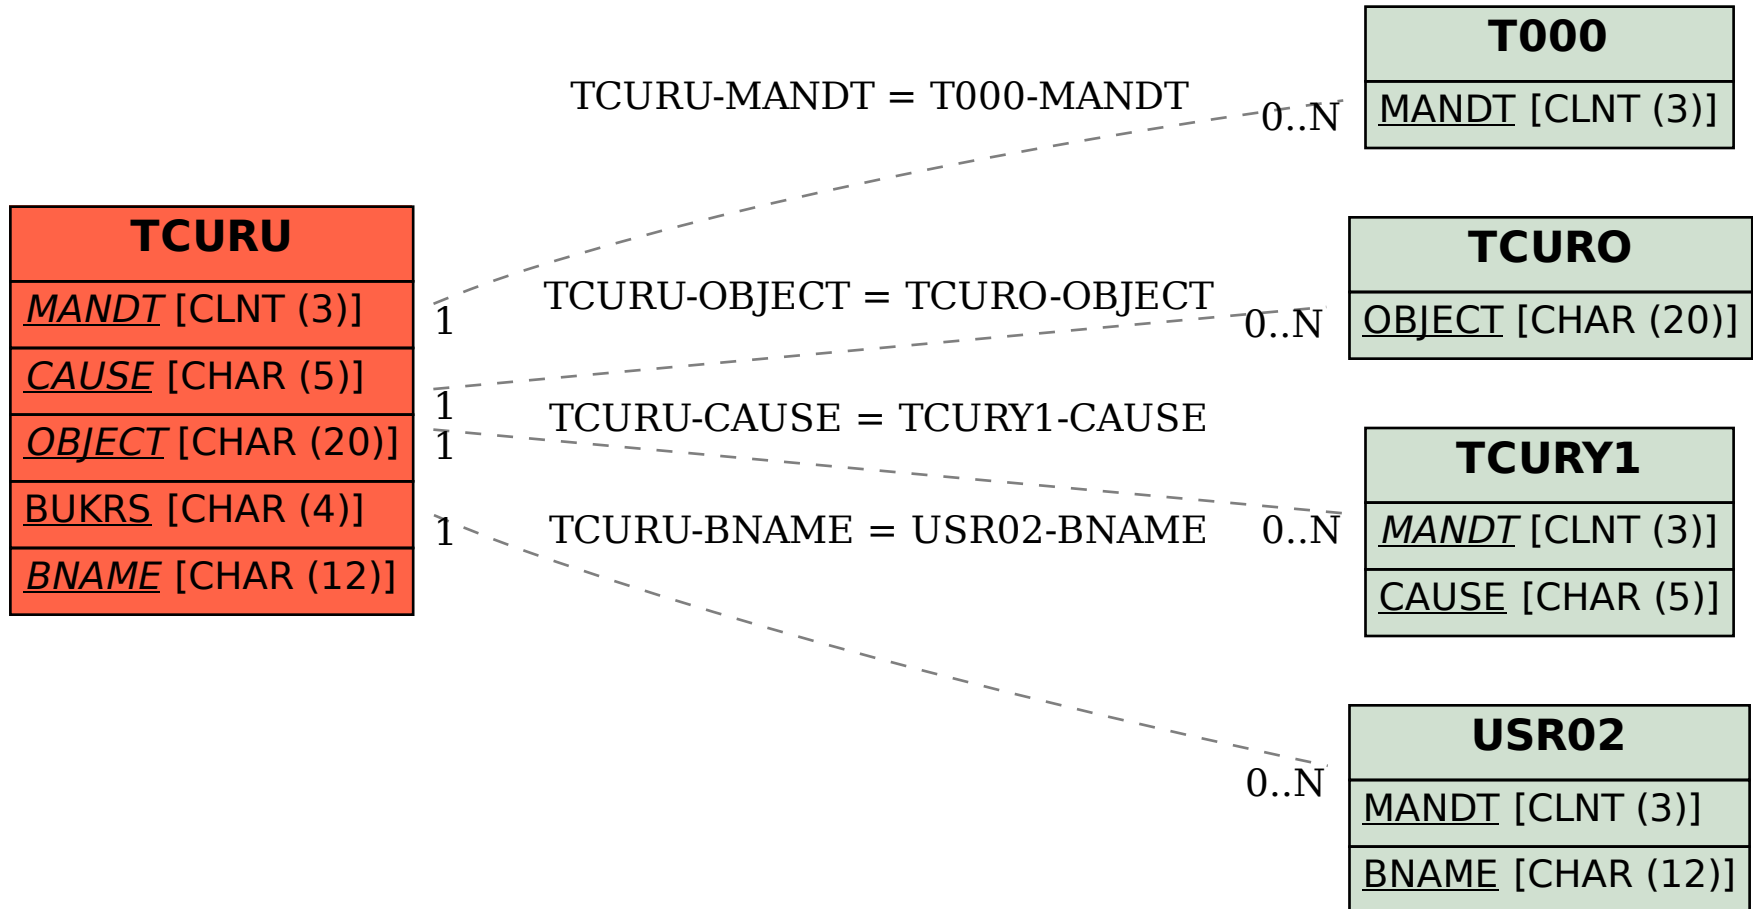 TCURU
MANDT [CLNT (3)]
CAUSE [CHAR (5)]
OBJECT [CHAR (20)]
BUKRS [CHAR (4)]
BNAME [CHAR (12)]
TCURU-MANDT = T000-MANDT
0..N
1
TCURU-OBJECT = TCURO-OBJECT
0..N
1
TCURU-CAUSE = TCURY1-CAUSE
1
0..N
TCURU-BNAME = USR02-BNAME
1
0..N
T000
MANDT [CLNT (3)]
TCURO
OBJECT [CHAR (20)]
TCURY1
MANDT [CLNT (3)]
CAUSE [CHAR (5)]
USR02
MANDT [CLNT (3)]
BNAME [CHAR (12)]